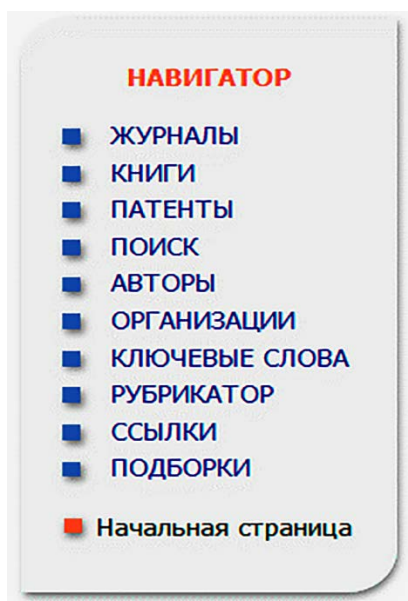 НАВИГАТОР
ЖУРНАЛЫ
КНИГИ
ПАТЕНТЫ
ПОИСК
АВТОРЫ
ОРГАНИЗАЦИИ
КЛЮЧЕВЫЕ СЛОВА
РУБРИКАТОР
ССЫЛКИ
ПОДБОРКИ
Начальная страница